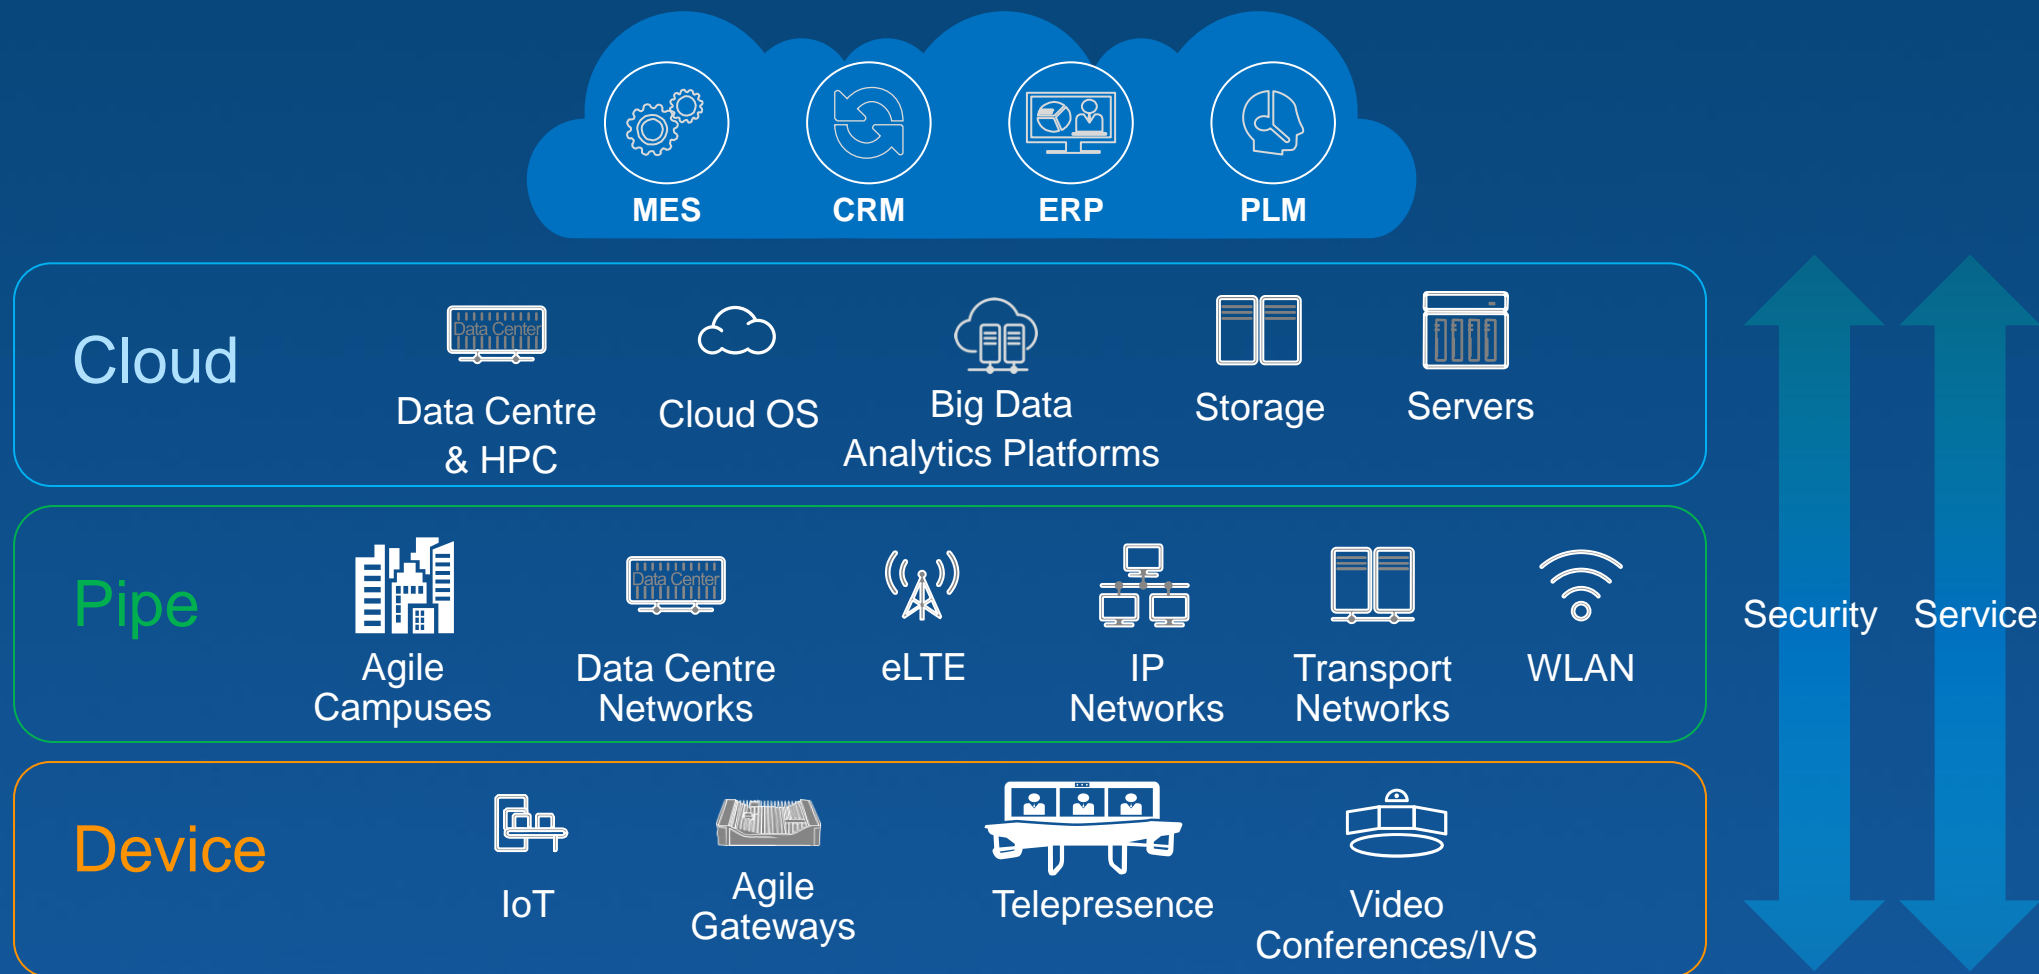 MES
CRM
ERP
PLM
Cloud
Data Center
Data Centre
& HPC
Cloud OS
Big Data
Analytics Platforms
Storage
Servers
Pipe
Agile
Campuses
Data Center
Data Centre
Networks
eLTE
IP
Networks
Transport
Networks
WLAN
Security
Service
Device
IoT
Agile
Gateways
Telepresence
Video
Conferences/IVS